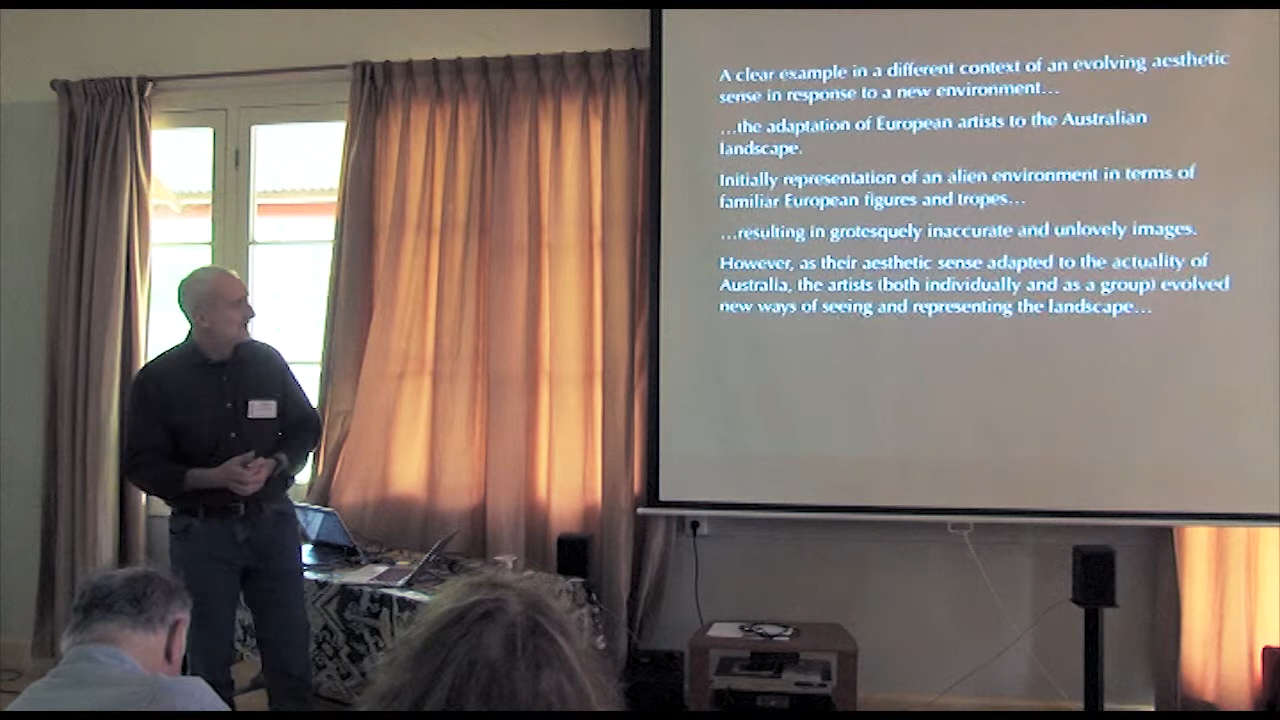 A clear example in a different context of an evolving aesthetic
sense in response to a new environment…
…the adaptation of European artists to the Australian
landscape.
Initially representation of an alien environment in terms of
familiar European figures and tropes…
…resulting in grotesquely inaccurate and unlovely images.
However, as their aesthetic sense adapted to the actuality of
Australia, the artists (both individually and as a group) evolved
new ways of seeing and representing the landscape…